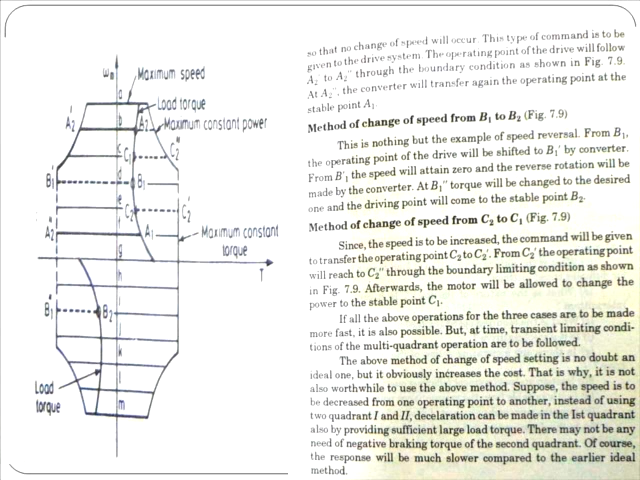 ωm
Maximum speed
a
Load torque
A2'
b
A2
Maximum constant power
c
C1
C2"
d
B1'
B1
e
C2
C2'
f
A2"
A1
Maximum constant
torque
g
T
h
i
B1"
B2
j
k
Load
torque
l
m
so that no change of speed will occur. This type of command is to be
given to the drive system. The operating point of the drive will follow
A2' to A2" through the boundary condition as shown in Fig. 7.9.
At A2", the converter will transfer again the operating point at the
stable point A1.
Method of change of speed from B1 to B2 (Fig. 7.9)
This is nothing but the example of speed reversal. From B1,
the operating point of the drive will be shifted to B1' by converter.
From B'1 the speed will attain zero and the reverse rotation will be
made by the converter. At B1" torque will be changed to the desired
one and the driving point will come to the stable point B2.
Method of change of speed from C2 to C1 (Fig. 7.9)
Since, the speed is to be increased, the command will be given
to transfer the operating point C2 to C2'. From C2' the operating point
will reach to C2" through the boundary limiting condition as shown
in Fig. 7.9. Afterwards, the motor will be allowed to change the
power to the stable point C1.
If all the above operations for the three cases are to be made
more fast, it is also possible. But, at time, transient limiting condi-
tions of the multi-quadrant operation are to be followed.
The above method of change of speed setting is no doubt an
ideal one, but it obviously increases the cost. That is why, it is not
also worthwhile to use the above method. Suppose, the speed is to
be decreased from one operating point to another, instead of using
two quadrant I and II, decelaration can be made in the Ist quadrant
also by providing sufficient large load torque. There may not be any
need of negative braking torque of the second quadrant. Of course,
the response will be much slower compared to the earlier ideal
method.